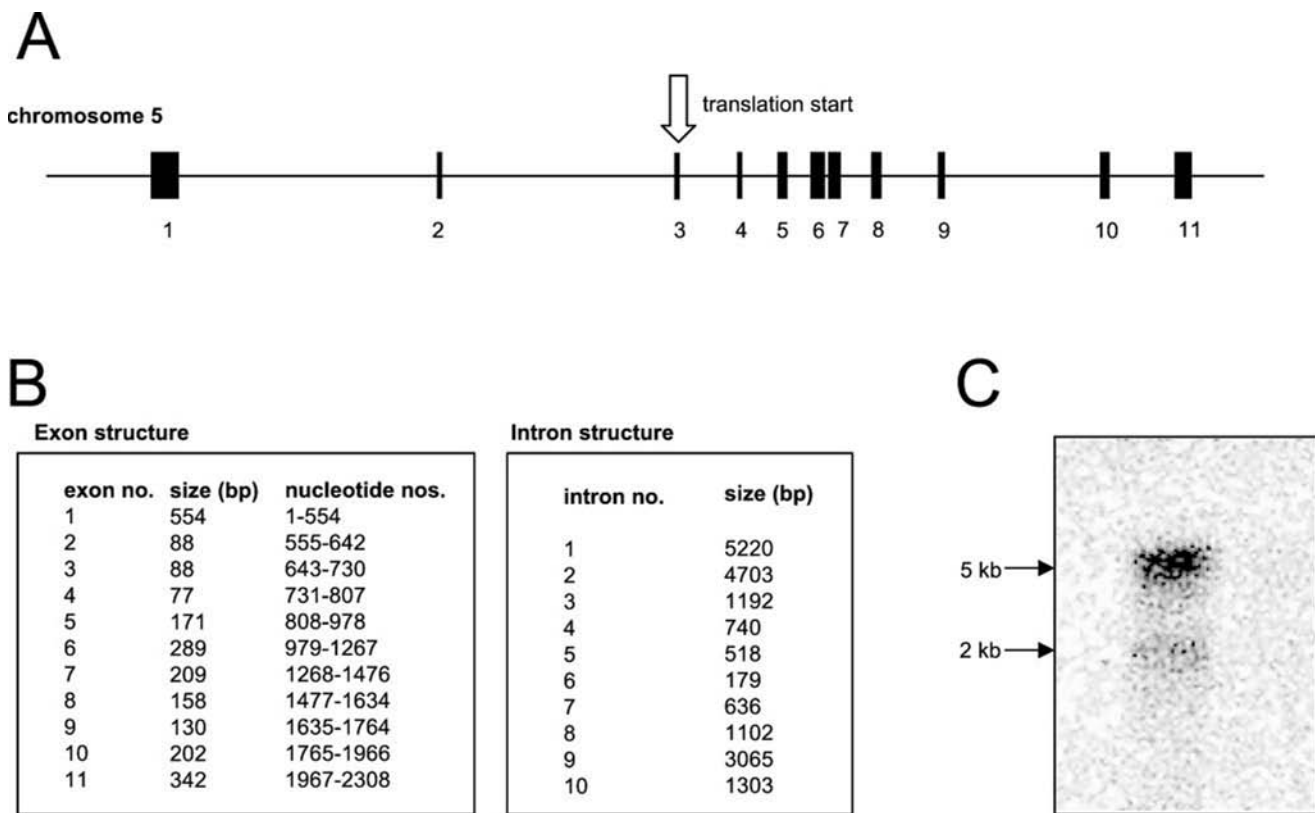 A
translation start
chromosome 5
1 2 3 4 5 6 7 8 9 10 11
B
Exon structure
exon no. size (bp) nucleotide nos.
1 554 1-554
2 88 555-642
3 88 643-730
4 77 731-807
5 171 808-978
6 289 979-1267
7 209 1268-1476
8 158 1477-1634
9 130 1635-1764
10 202 1765-1966
11 342 1967-2308
Intron structure
intron no. size (bp)
1 5220
2 4703
3 1192
4 740
5 518
6 179
7 636
8 1102
9 3065
10 1303
C
5 kb
2 kb